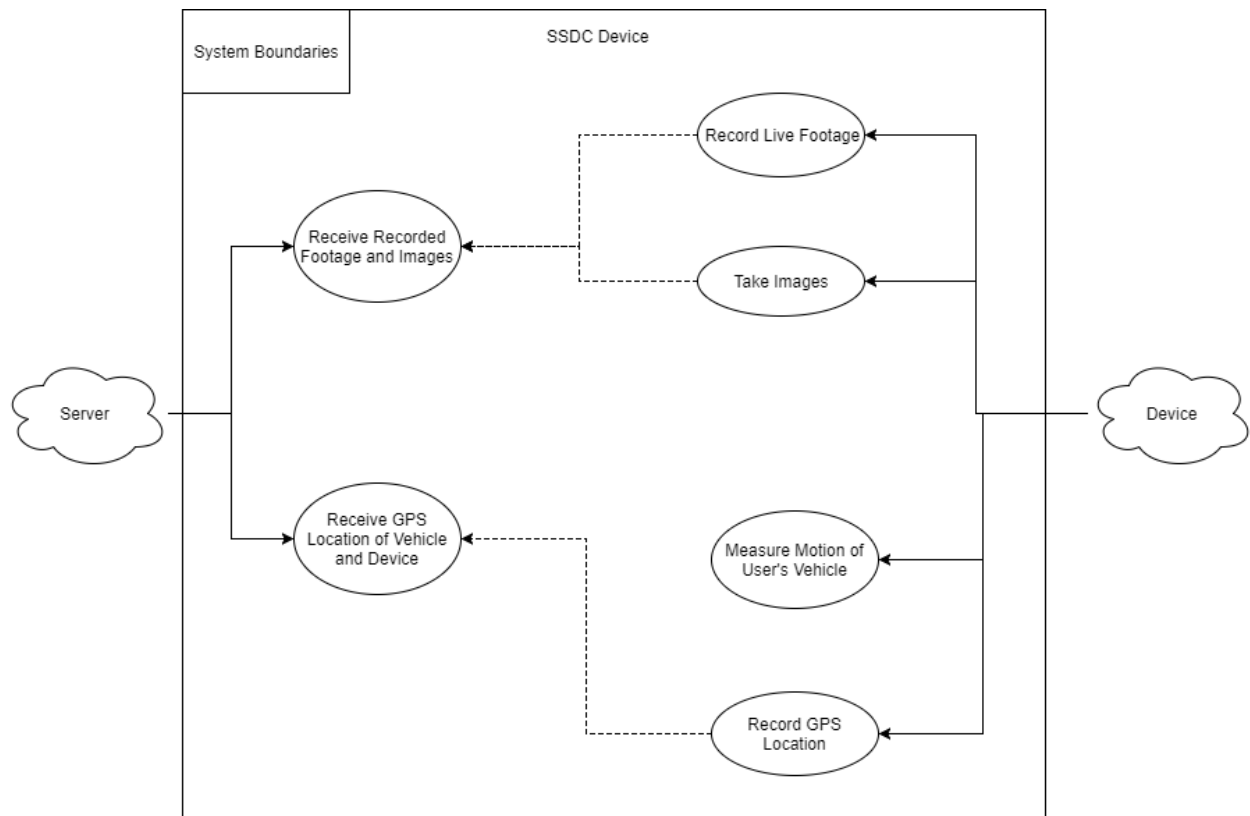 System Boundaries
SSDC Device
Record Live Footage
Receive Recorded
Footage and Images
Take Images
Server
Device
Receive GPS
Location of Vehicle
and Device
Measure Motion of
User's Vehicle
Record GPS
Location